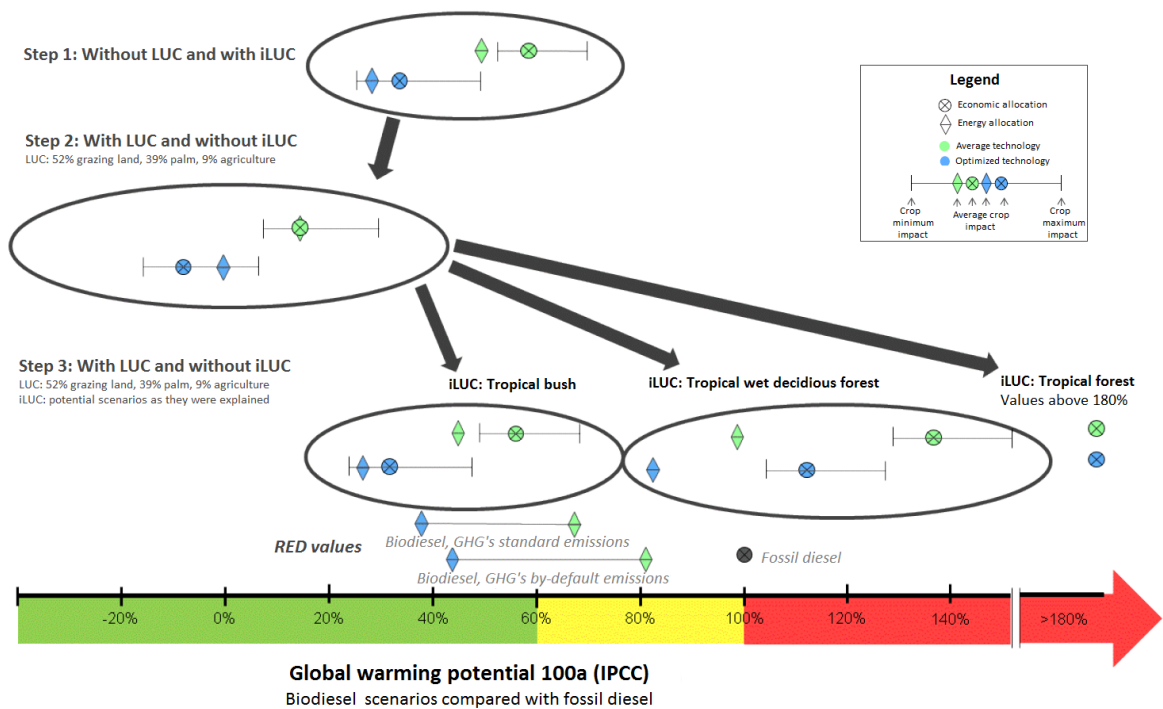 Step 1: Without LUC and with iLUC
Legend
Economic allocation
Energy allocation
Average technology
Optimized technology
Crop
minimum
impact
Average crop
impact
Crop
maximum
impact
Step 2: With LUC and without iLUC
LUC: 52% grazing land, 39% palm, 9% agriculture
Step 3: With LUC and without iLUC
LUC: 52% grazing land, 39% palm, 9% agriculture
iLUC: potential scenarios as they were explained
iLUC: Tropical bush
iLUC: Tropical wet decidious forest
iLUC: Tropical forest
Values above 180%
RED values
Biodiesel, GHG's standard emissions
Biodiesel, GHG's by-default emissions
Fossil diesel
-20% 0% 20% 40% 60% 80% 100% 120% 140% >180%
Global warming potential 100a (IPCC)
Biodiesel scenarios compared with fossil diesel